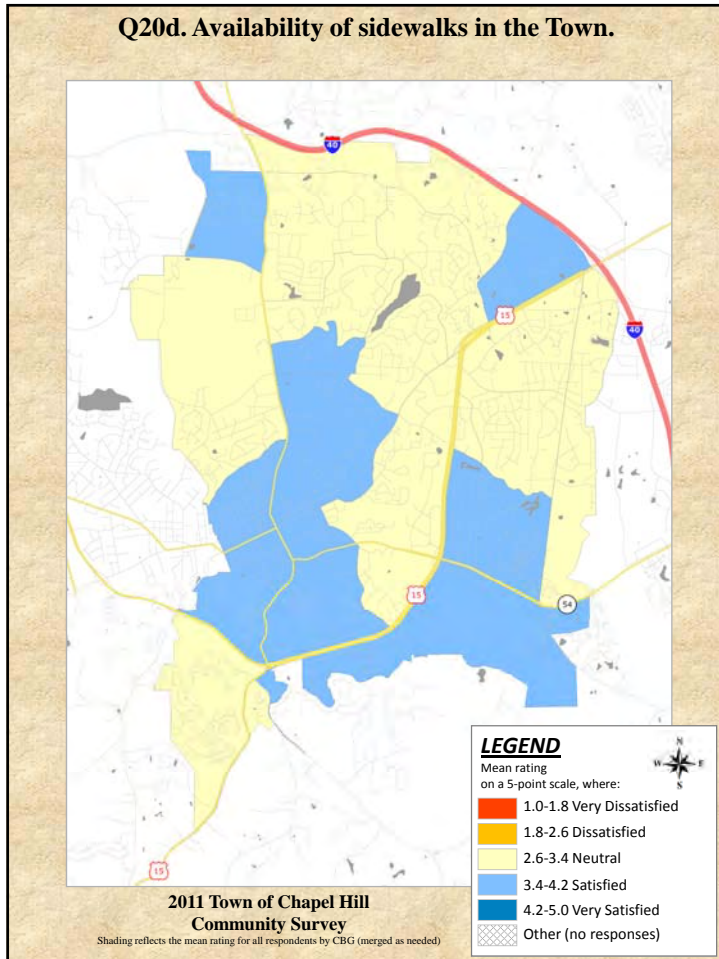 Q20d. Availability of sidewalks in the Town.
40
15
40
15
54
15
LEGEND
Mean rating
on a 5-point scale, where:
N
W E
S
1.0-1.8 Very Dissatisfied
1.8-2.6 Dissatisfied
2.6-3.4 Neutral
3.4-4.2 Satisfied
4.2-5.0 Very Satisfied
Other (no responses)
2011 Town of Chapel Hill
Community Survey
Shading reflects the mean rating for all respondents by CBG (merged as needed)